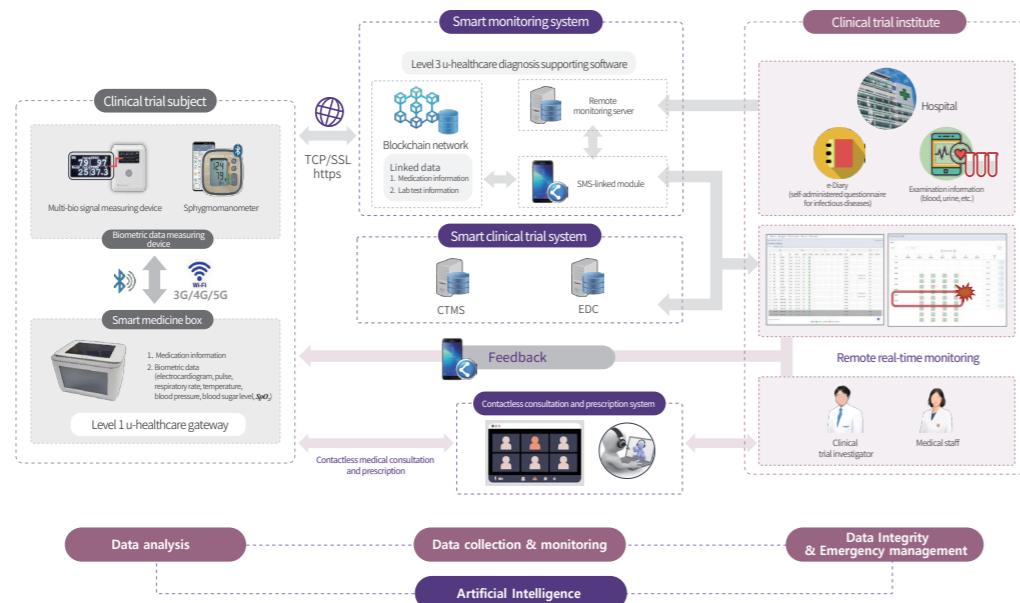 Clinical trial subject
Multi-bio signal measuring device
Sphygmomanometer
Biometric data measuring
device
Wi-Fi
3G/4G/5G
Smart medicine box
1. Medication information
2. Biometric data
(electrocardiogram, pulse,
respiratory rate, temperature,
blood pressure, blood sugar level, SpO₂)
Level 1 u-healthcare gateway
TCP/SSL
https
Smart monitoring system
Level 3 u-healthcare diagnosis supporting software
Blockchain network
Linked data
1. Medication information
2. Lab test information
Remote
monitoring server
SMS-linked module
Smart clinical trial system
CTMS
EDC
Feedback
Contactless medical consultation
and prescription
Contactless consultation and prescription system
Clinical trial institute
Hospital
e-Diary
(self-administered questionnaire
for infectious diseases)
Examination information
(blood, urine, etc.)
Remote real-time monitoring
Clinical
trial investigator
Medical staff
Data analysis
Data collection & monitoring
Data Integrity
& Emergency management
Artificial Intelligence